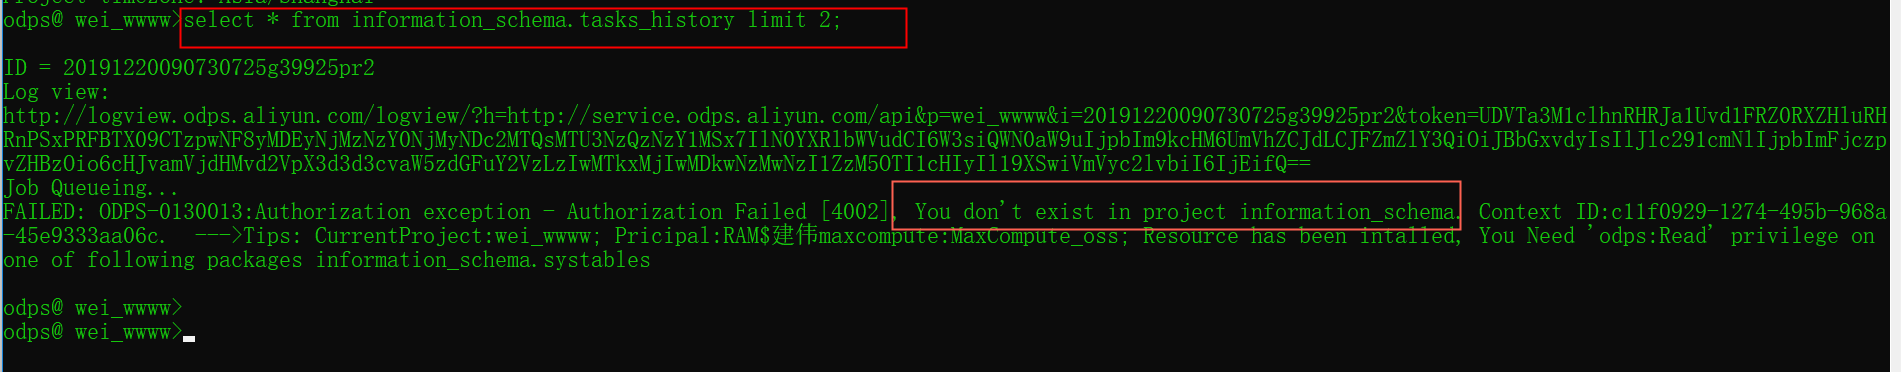 odps@ wei_wwww>select * from information_schema.tasks_history limit 2;
ID = 20191220090730725g39925pr2
Log view:
http://logview.odps.aliyun.com/logview/?h=http://service.odps.aliyun.com/api&p=wei_wwww&i=20191220090730725g39925pr2&token=UDVTa3M1clhnRHRJa1Uvd1FRZ0RXZHluRH
RnPSxPRFBTX09CTzpwNF8yMDEyNjMzNzY0NjMyNDc2MTQsMTU3NzQzNzY1MSx7IlN0YXRlbWVudCI6W3siQWN0aW9uIjpbIm9kcHM6UmVhZCJdLCJFZmZlY3QiOiJBbGxvdyIsIlJlc291cmNlIjpbImFjczpv
vZHBzOio6cHJvamVjdHMvd2VpX3d3d3cvaW5zdGFuY2VzLzIwMTkxMjIwMDkwNzMwNzI1ZzM5OTI1cHIyIl19XSwiVmVyc2lvbiI6IjEifQ==
Job Queueing...
FAILED: ODPS-0130013:Authorization exception - Authorization Failed [4002], You don't exist in project information_schema. Context ID:c11f0929-1274-495b-968a
-45e9333aa06c.  --->Tips: CurrentProject:wei_wwww; Pricipal:RAM$建伟maxcompute:MaxCompute_oss; Resource has been intalled, You Need 'odps:Read' privilege on
one of following packages information_schema.systables
odps@ wei_wwww>
odps@ wei_wwww>